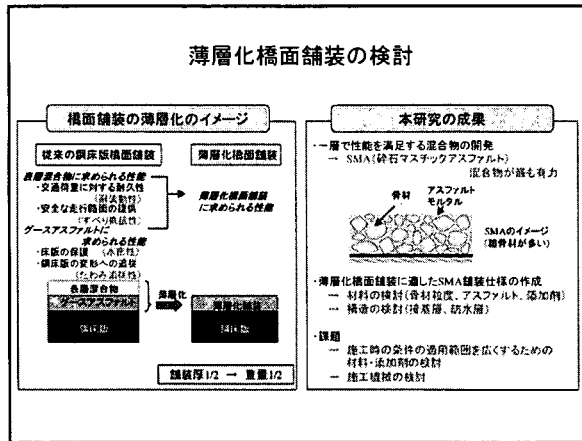 薄層化橋面舗装の検討
橋面舗装の薄層化のイメージ
従来の鋼床版橋面舗装
薄層化橋面舗装
表層混合物に求められる性能
・交通荷重に対する耐久性
(耐流動性)
・安全な走行路面の提供
(すべり抵抗性)
グースアスファルトに
求められる性能
・床版の保護 (水密性)
・鋼床版の変形への追従
(たわみ追従性)
薄層化橋面舗装
に求められる性能
表層混合物
グースアスファルト
鋼床版
薄層化
薄層化舗装
鋼床版
舗装厚1/2 → 重量1/2
本研究の成果
・一層で性能を満足する混合物の開発
→ SMA(砕石マスチックアスファルト)
混合物が最も有力
骨材
アスファルト
モルタル
SMAのイメージ
(粗骨材が多い)
・薄層化橋面舗装に適したSMA舗装仕様の作成
→ 材料の検討(骨材粒度、アスファルト、添加剤)
→ 構造の検討(接着層、防水層)
・課題
→ 施工時の条件の適用範囲を広くするための
材料・添加剤の検討
→ 施工機械の検討